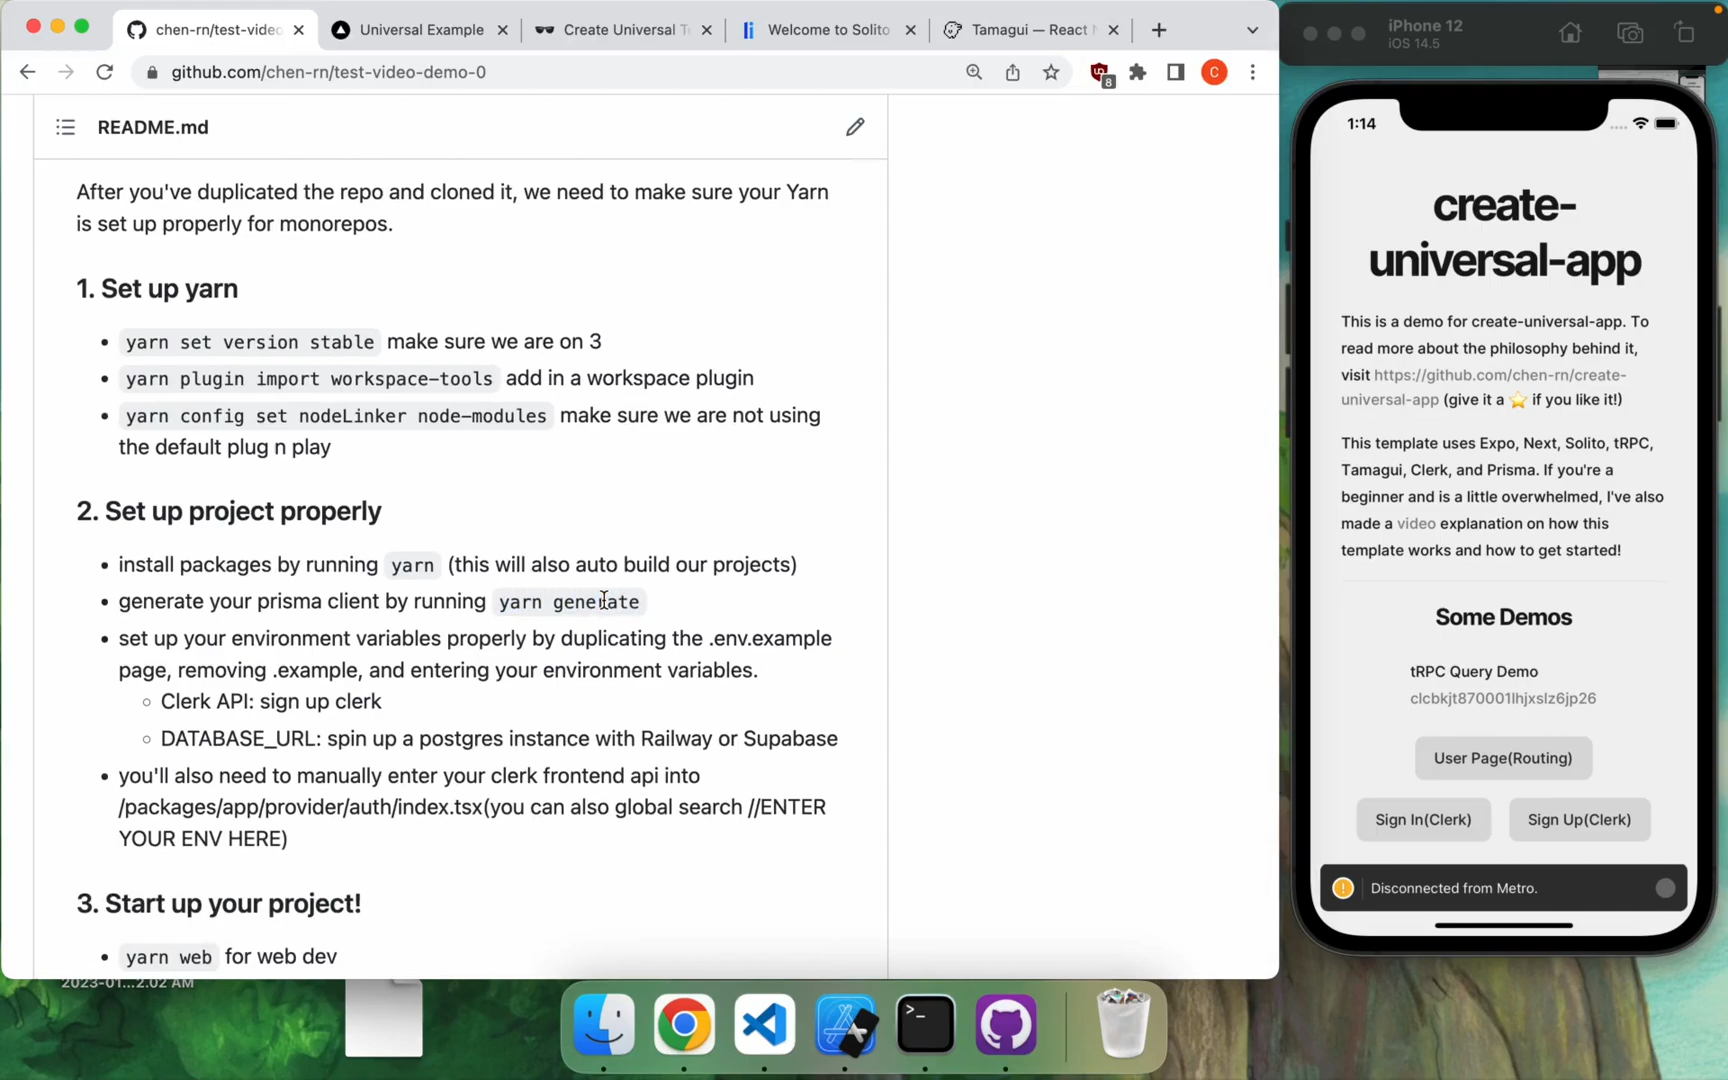 chen-rn/test-video
Universal Example
Create Universal T
Welcome to Solito
Tamagui — React N
github.com/chen-rn/test-video-demo-0
8
C
README.md
After you've duplicated the repo and cloned it, we need to make sure your Yarn
is set up properly for monorepos.
1. Set up yarn
• yarn set version stable make sure we are on 3
• yarn plugin import workspace-tools add in a workspace plugin
• yarn config set nodeLinker node-modules make sure we are not using
the default plug n play
2. Set up project properly
• install packages by running yarn (this will also auto build our projects)
• generate your prisma client by running yarn generate
• set up your environment variables properly by duplicating the .env.example
page, removing .example, and entering your environment variables.
◦ Clerk API: sign up clerk
◦ DATABASE_URL: spin up a postgres instance with Railway or Supabase
• you'll also need to manually enter your clerk frontend api into
/packages/app/provider/auth/index.tsx(you can also global search //ENTER
YOUR ENV HERE)
3. Start up your project!
• yarn web for web dev
2023-01...2.02 AM
iPhone 12
iOS 14.5
1:14
create-
universal-app
This is a demo for create-universal-app. To
read more about the philosophy behind it,
visit https://github.com/chen-rn/create-
universal-app (give it a ⭐ if you like it!)
This template uses Expo, Next, Solito, tRPC,
Tamagui, Clerk, and Prisma. If you're a
beginner and is a little overwhelmed, I've also
made a video explanation on how this
template works and how to get started!
Some Demos
tRPC Query Demo
clcbkjt870001lhjxslz6jp26
User Page(Routing)
Sign In(Clerk)
Sign Up(Clerk)
Disconnected from Metro.